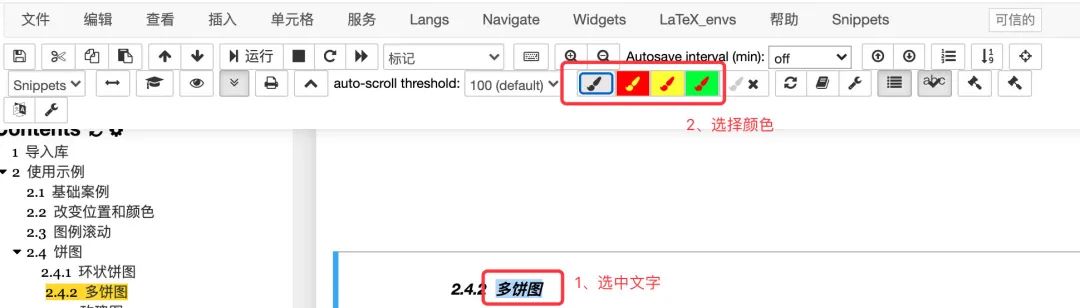 文件 编辑 查看 插入 单元格 服务 Langs Navigate Widgets LaTeX_envs 帮助 Snippets 可信的
运行 标记 Autosave interval (min): off
Snippets auto-scroll threshold: 100 (default) abc
2、选择颜色
Contents
1 导入库
2 使用示例
2.1 基础案例
2.2 改变位置和颜色
2.3 图例滚动
2.4 饼图
2.4.1 环状饼图
2.4.2 多饼图
2.4.2 多饼图
1、选中文字